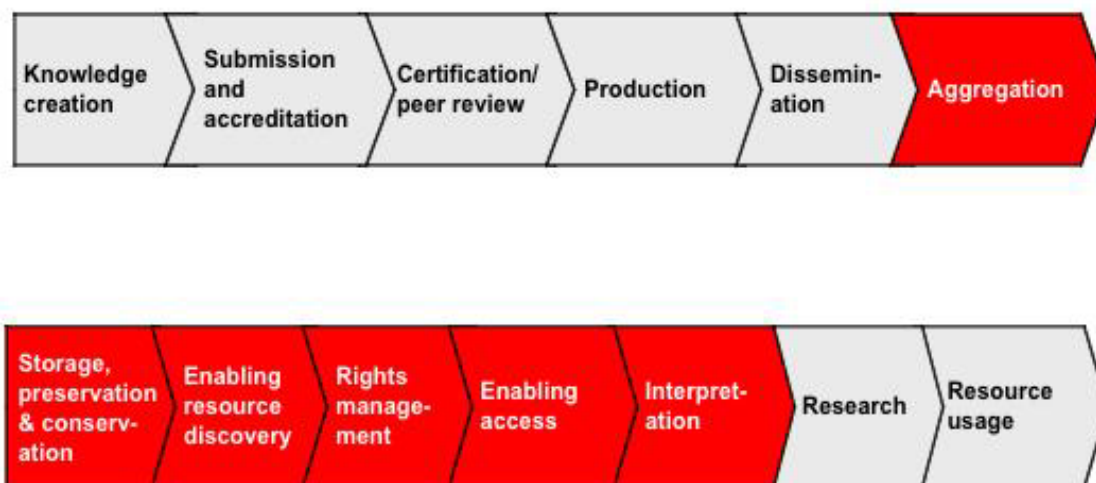 Knowledge
creation
Submission
and
accreditation
Certification/
peer review
Production
Dissemin-
ation
Aggregation
Storage,
preservation
& conserv-
ation
Enabling
resource
discovery
Rights
manage-
ment
Enabling
access
Interpret-
ation
Research
Resource
usage